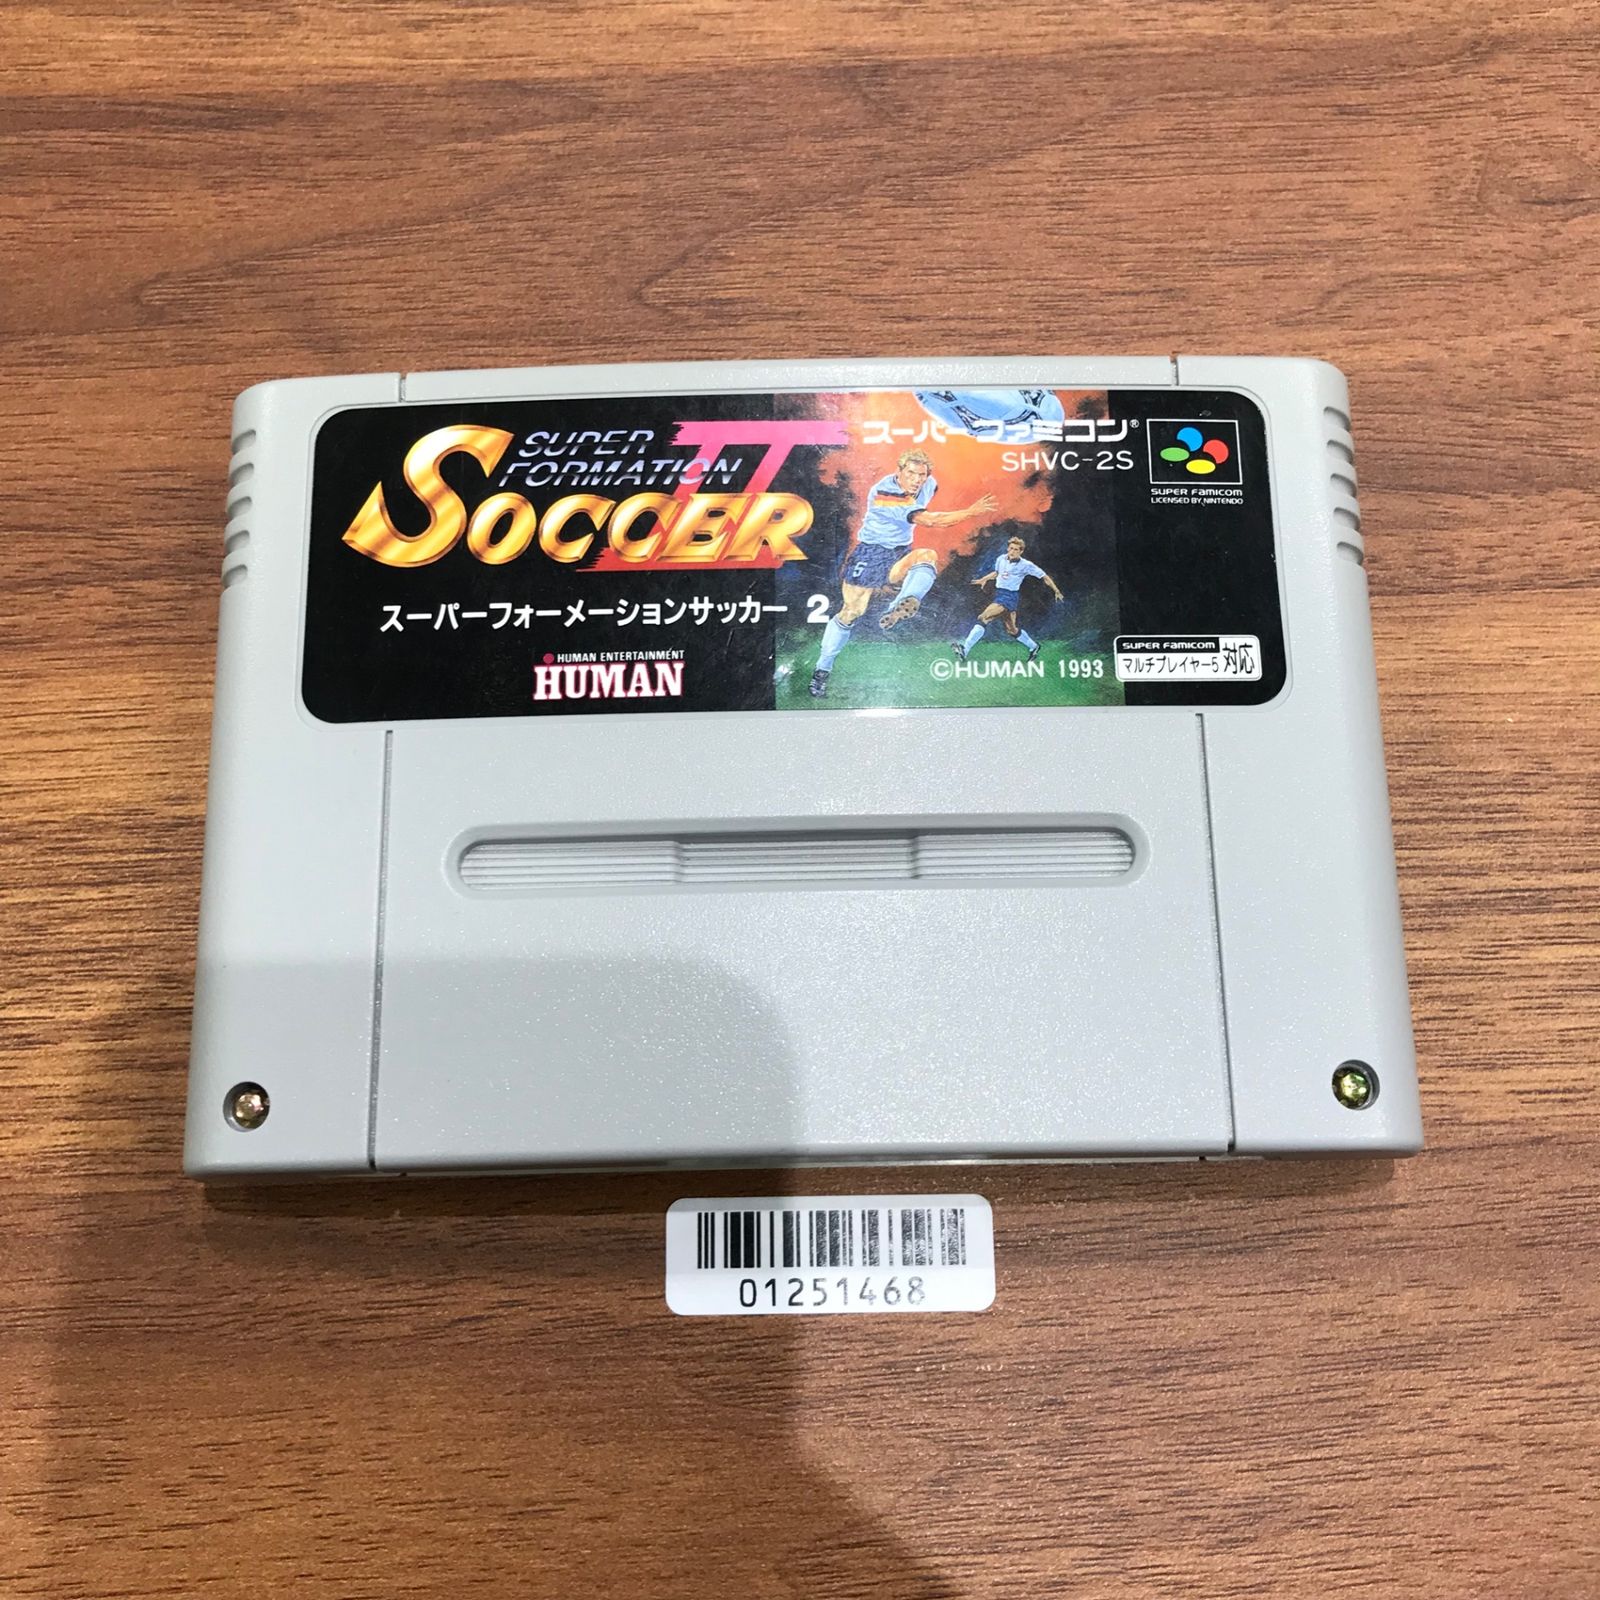 SUPER
FORMATION II
SOCCER
スーパーフォーメーションサッカー 2
HUMAN ENTERTAINMENT
HUMAN
スーパーファミコン®
SHVC-2S
SUPER FAMICOM
LICENSED BY NINTENDO
©HUMAN 1993
SUPER FAMICOM
マルチプレイヤー5 対応
5
01251468